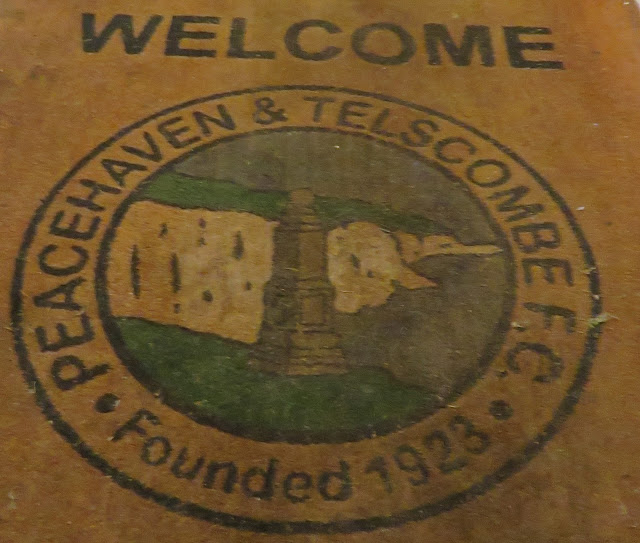 WELCOME
PEACEHAVEN & TELSCOMBE F.C.
• Founded 1923 •